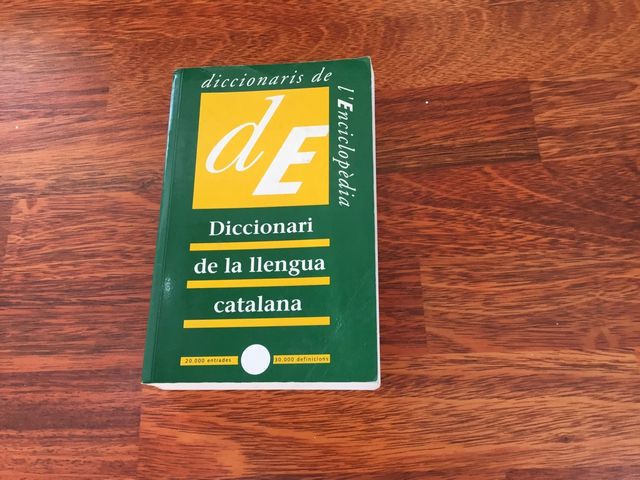 diccionaris de
l'Enciclopèdia
dE
Diccionari
de la llengua
catalana
20.000 entrades
30.000 definicions